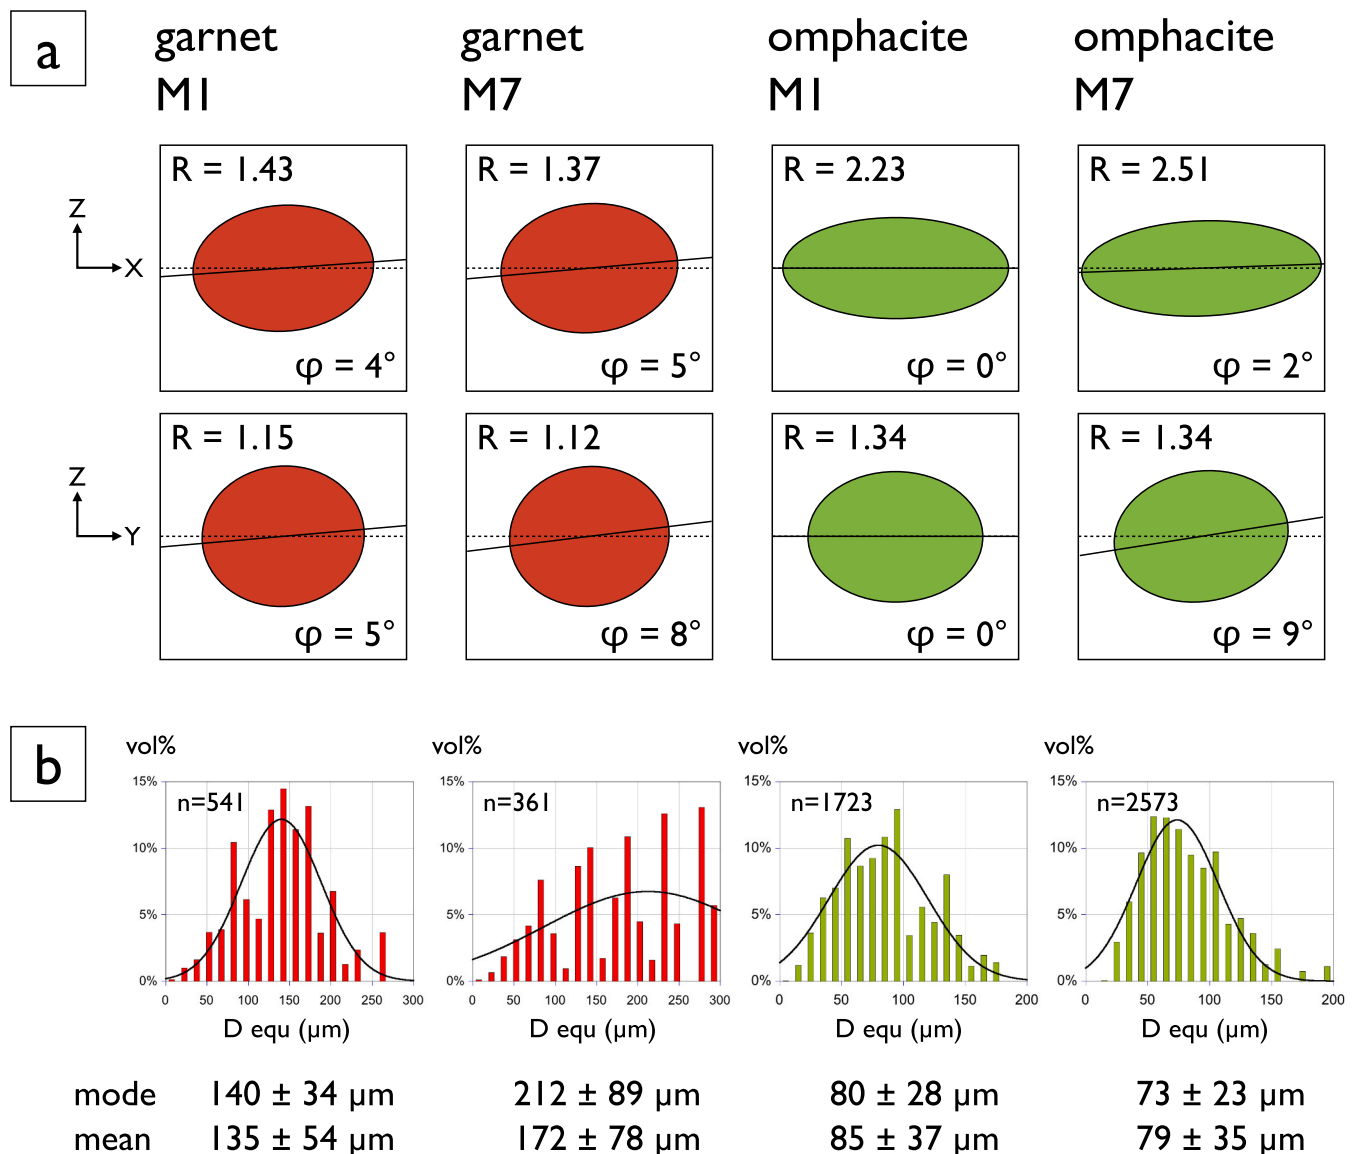 a
garnet garnet omphacite omphacite
M1 M7 M1 M7
R = 1.43 R = 1.37 R = 2.23 R = 2.51
Z
X
φ = 4° φ = 5° φ = 0° φ = 2°
R = 1.15 R = 1.12 R = 1.34 R = 1.34
Z
Y
φ = 5° φ = 8° φ = 0° φ = 9°
b
vol% vol% vol% vol%
15% 15% 15% 15%
n=541 n=361 n=1723 n=2573
10% 10% 10% 10%
5% 5% 5% 5%
0% 0% 0% 0%
0 50 100 150 200 250 300 0 50 100 150 200 250 300 0 50 100 150 200 0 50 100 150 200
D equ (µm) D equ (µm) D equ (µm) D equ (µm)
mode 140 ± 34 µm 212 ± 89 µm 80 ± 28 µm 73 ± 23 µm
mean 135 ± 54 µm 172 ± 78 µm 85 ± 37 µm 79 ± 35 µm